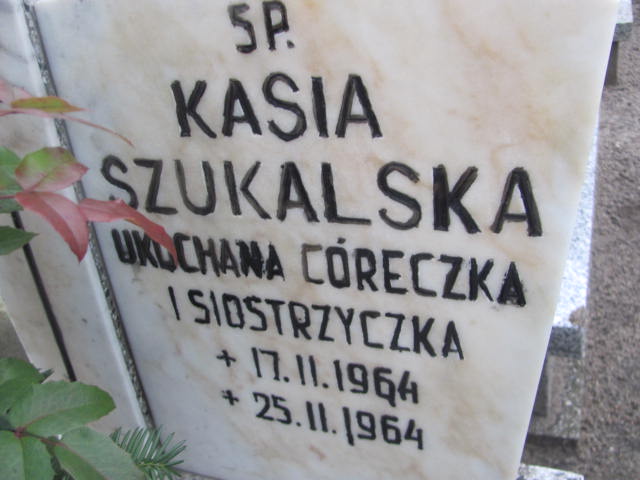 ŚP.
KASIA
SZUKALSKA
UKOCHANA CÓRECZKA
I SIOSTRZYCZKA
+ 17.11.1964
+ 25.11.1964